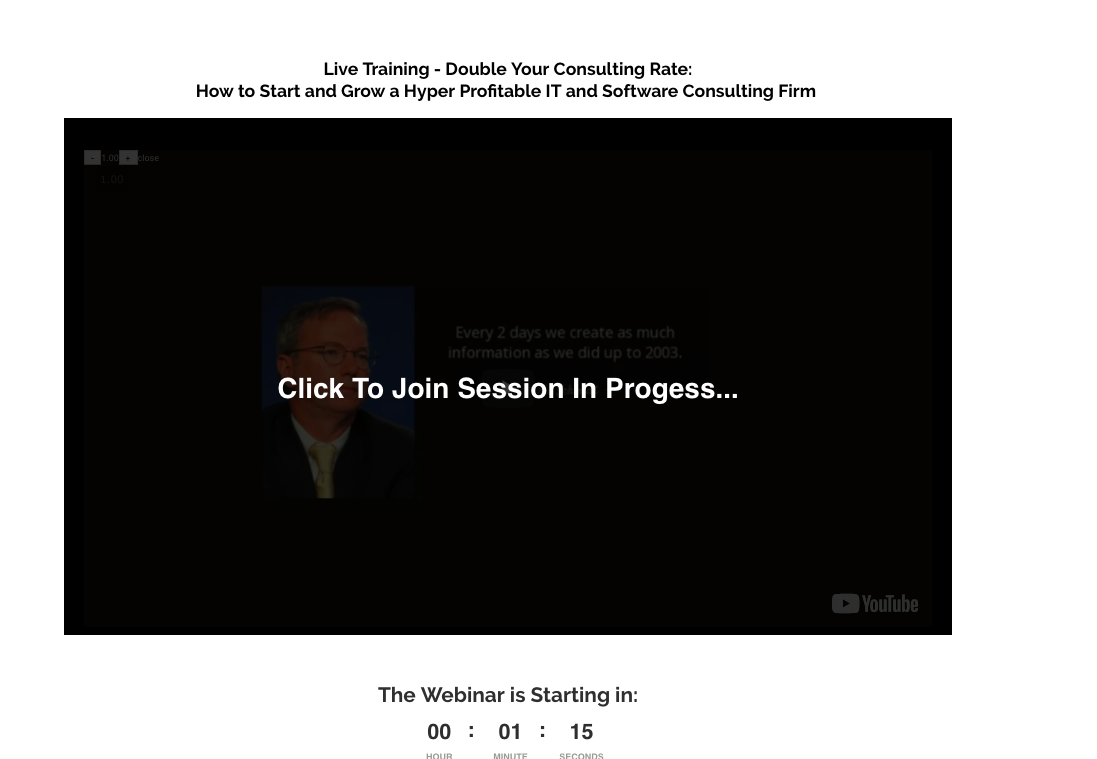 Live Training - Double Your Consulting Rate:
How to Start and Grow a Hyper Profitable IT and Software Consulting Firm
- 1.00 + close
1.00
Every 2 days we create as much
information as we did up to 2003.
Click To Join Session In Progess...
YouTube
The Webinar is Starting in:
00 : 01 : 15
HOUR MINUTE SECONDS